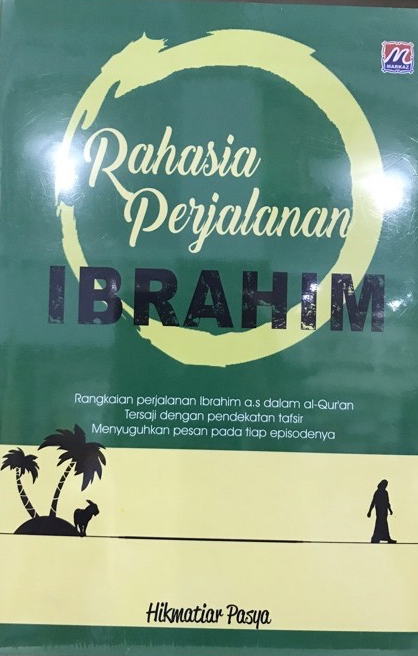 M
MARKAZ
Rahasia
Perjalanan
IBRAHIM
Rangkaian perjalanan Ibrahim a.s dalam al-Qur'an
Tersaji dengan pendekatan tafsir
Menyuguhkan pesan pada tiap episodenya
Hikmatiar Pasya